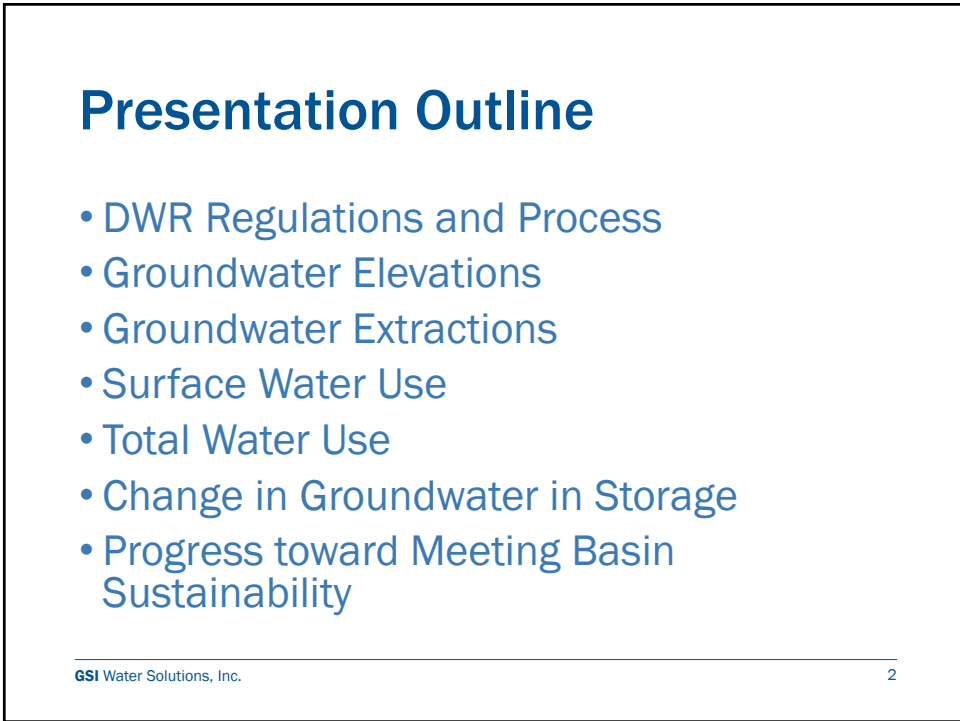 Presentation Outline
• DWR Regulations and Process
• Groundwater Elevations
• Groundwater Extractions
• Surface Water Use
• Total Water Use
• Change in Groundwater in Storage
• Progress toward Meeting Basin
Sustainability
GSI Water Solutions, Inc.
2